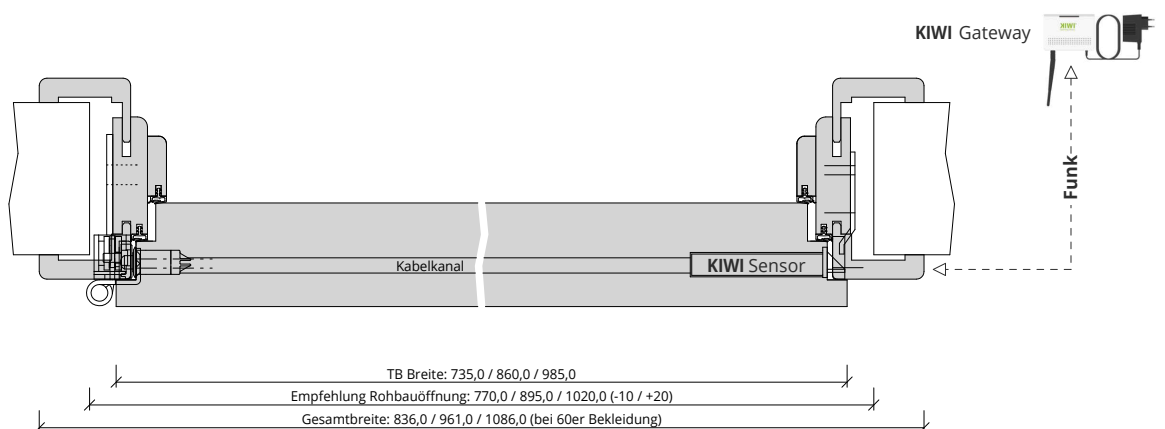 KIWI Gateway
KIWI
Funk
Kabelkanal
KIWI Sensor
TB Breite: 735,0 / 860,0 / 985,0
Empfehlung Rohbauöffnung: 770,0 / 895,0 / 1020,0 (-10 / +20)
Gesamtbreite: 836,0 / 961,0 / 1086,0 (bei 60er Bekleidung)